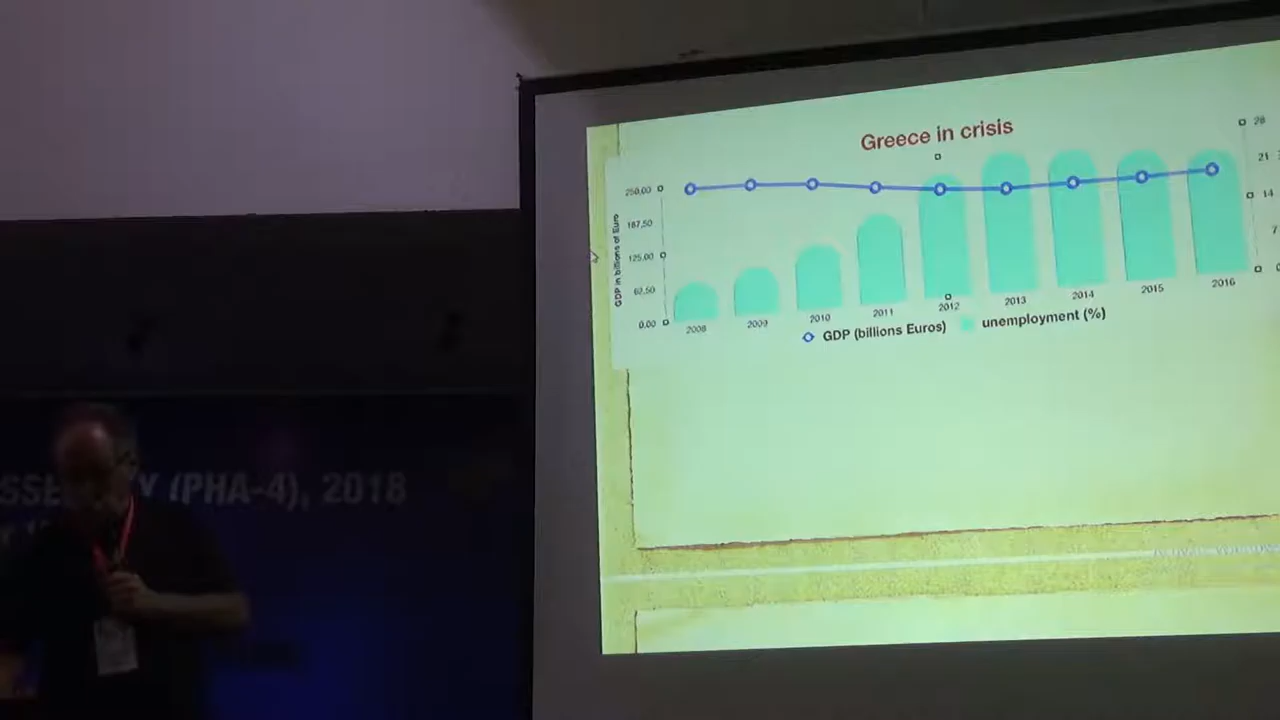 Greece in crisis
28
21
14
7
250,00
187,50
125,00
62,50
0,00
GDP in billions of Euro
2008 2009 2010 2011 2012 2013 2014 2015 2016
GDP (billions Euros) unemployment (%)
SSE Y (PHA-4), 2018